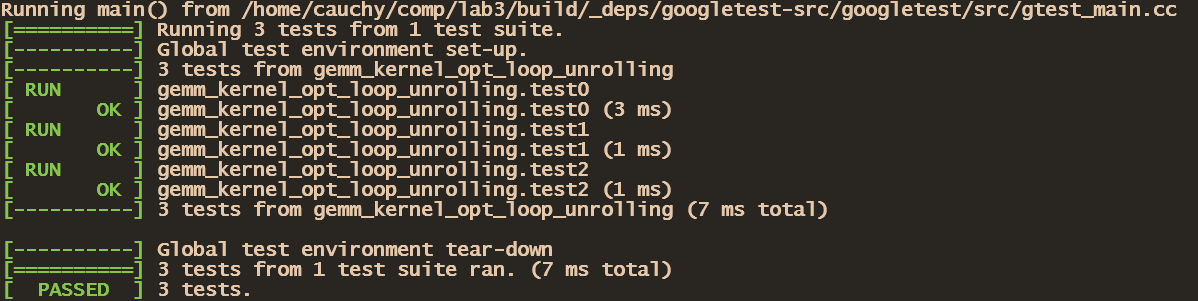 Running main() from /home/cauchy/comp/lab3/build/_deps/googletest-src/googletest/src/gtest_main.cc
[==========] Running 3 tests from 1 test suite.
[----------] Global test environment set-up.
[----------] 3 tests from gemm_kernel_opt_loop_unrolling
[ RUN      ] gemm_kernel_opt_loop_unrolling.test0
[       OK ] gemm_kernel_opt_loop_unrolling.test0 (3 ms)
[ RUN      ] gemm_kernel_opt_loop_unrolling.test1
[       OK ] gemm_kernel_opt_loop_unrolling.test1 (1 ms)
[ RUN      ] gemm_kernel_opt_loop_unrolling.test2
[       OK ] gemm_kernel_opt_loop_unrolling.test2 (1 ms)
[----------] 3 tests from gemm_kernel_opt_loop_unrolling (7 ms total)
[----------] Global test environment tear-down
[==========] 3 tests from 1 test suite ran. (7 ms total)
[  PASSED  ] 3 tests.